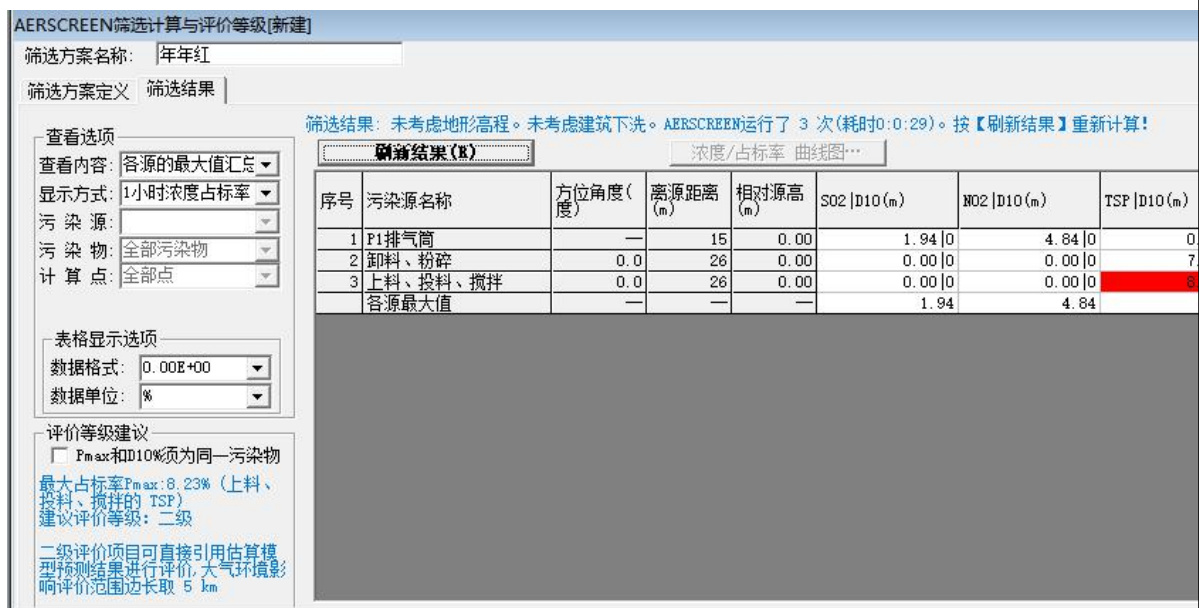 AERSCREEN筛选计算与评价等级[新建]
筛选方案名称: 年年红
筛选方案定义 筛选结果
筛选结果: 未考虑地形高程。未考虑建筑下洗。AERSCREEN运行了 3 次(耗时0:0:29)。按【刷新结果】重新计算!
查看选项
查看内容: 各源的最大值汇总
显示方式: 1小时浓度占标率
污 染 源:
污 染 物: 全部污染物
计 算 点: 全部点
刷新结果(R) 浓度/占标率 曲线图…
序号 污染源名称 方位角度(度) 离源距离(m) 相对源高(m) SO2|D10(m) NO2|D10(m) TSP|D10(m)
1 P1排气筒 — 15 0.00 1.94|0 4.84|0 0.
2 卸料、粉碎 0.0 26 0.00 0.00|0 0.00|0 7.
3 上料、投料、搅拌 0.0 26 0.00 0.00|0 0.00|0 8.
各源最大值 — — — 1.94 4.84
表格显示选项
数据格式: 0.00E+00
数据单位: %
评价等级建议
Pmax和D10%须为同一污染物
最大占标率Pmax:8.23% (上料、
投料、搅拌的 TSP)
建议评价等级: 二级
二级评价项目可直接引用估算模
型预测结果进行评价,大气环境影
响评价范围边长取 5 km